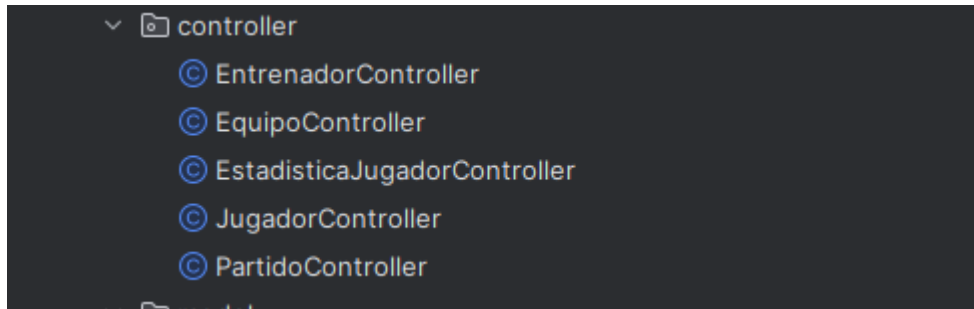 controller
EntrenadorController
EquipoController
EstadisticaJugadorController
JugadorController
PartidoController